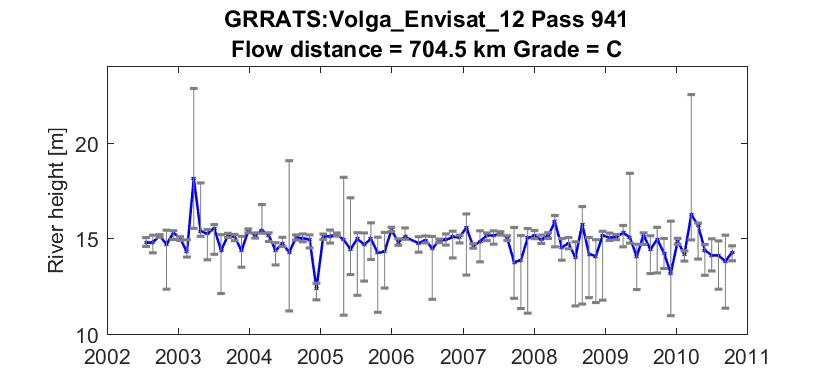 GRRATS:Volga_Envisat_12 Pass 941
Flow distance = 704.5 km Grade = C
River height [m]
20
15
10
2002 2003 2004 2005 2006 2007 2008 2009 2010 2011